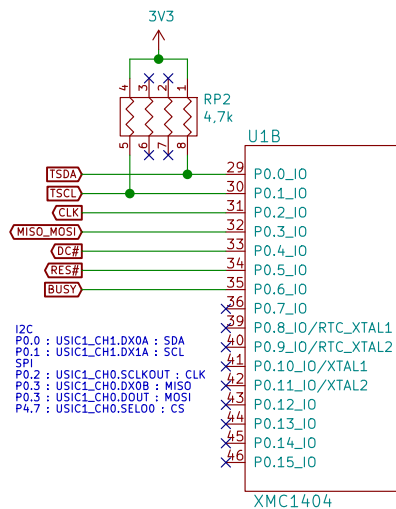 3V3
4 3 2 1
RP2
4,7k
5 6 7 8
U1B
TSDA 29 P0.0_IO
TSCL 30 P0.1_IO
CLK 31 P0.2_IO
MISO_MOSI 32 P0.3_IO
DC# 33 P0.4_IO
RES# 34 P0.5_IO
BUSY 35 P0.6_IO
36 P0.7_IO
39 P0.8_IO/RTC_XTAL1
40 P0.9_IO/RTC_XTAL2
41 P0.10_IO/XTAL1
42 P0.11_IO/XTAL2
43 P0.12_IO
44 P0.13_IO
45 P0.14_IO
46 P0.15_IO
XMC1404
I2C
P0.0 : USIC1_CH1.DX0A : SDA
P0.1 : USIC1_CH1.DX1A : SCL
SPI
P0.2 : USIC1_CH0.SCLKOUT : CLK
P0.3 : USIC1_CH0.DX0B : MISO
P0.3 : USIC1_CH0.DOUT : MOSI
P4.7 : USIC1_CH0.SELO0 : CS